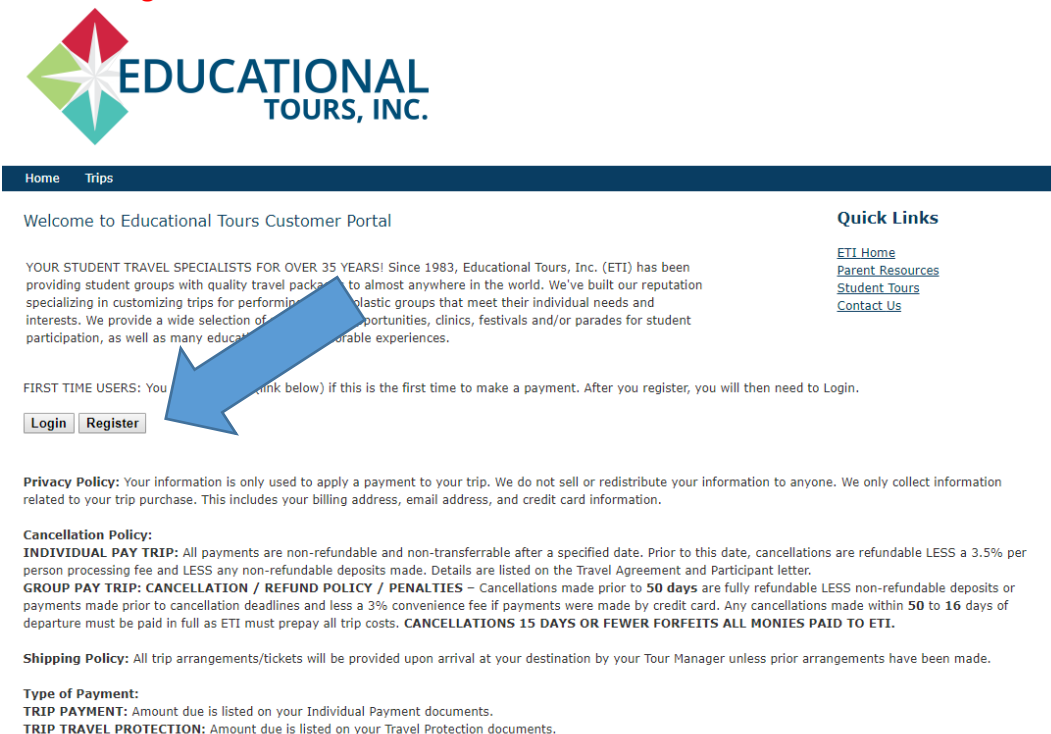 EDUCATIONAL
TOURS, INC.
Home Trips
Welcome to Educational Tours Customer Portal
Quick Links
ETI Home
Parent Resources
Student Tours
Contact Us
YOUR STUDENT TRAVEL SPECIALISTS FOR OVER 35 YEARS! Since 1983, Educational Tours, Inc. (ETI) has been
providing student groups with quality travel to almost anywhere in the world. We've built our reputation
specializing in customizing trips for groups that meet their individual needs and
interests. We provide a wide selection of clinics, festivals and/or parades for student
participation, as well as many experiences.
FIRST TIME USERS: You below) if this is the first time to make a payment. After you register, you will then need to Login.
Login Register
Privacy Policy: Your information is only used to apply a payment to your trip. We do not sell or redistribute your information to anyone. We only collect information
related to your trip purchase. This includes your billing address, email address, and credit card information.
Cancellation Policy:
INDIVIDUAL PAY TRIP: All payments are non-refundable and non-transferrable after a specified date. Prior to this date, cancellations are refundable LESS a 3.5% per
person processing fee and LESS any non-refundable deposits made. Details are listed on the Travel Agreement and Participant letter.
GROUP PAY TRIP: CANCELLATION / REFUND POLICY / PENALTIES – Cancellations made prior to 50 days are fully refundable LESS non-refundable deposits or
payments made prior to cancellation deadlines and less a 3% convenience fee if payments were made by credit card. Any cancellations made within 50 to 16 days of
departure must be paid in full as ETI must prepay all trip costs. CANCELLATIONS 15 DAYS OR FEWER FORFEITS ALL MONIES PAID TO ETI.
Shipping Policy: All trip arrangements/tickets will be provided upon arrival at your destination by your Tour Manager unless prior arrangements have been made.
Type of Payment:
TRIP PAYMENT: Amount due is listed on your Individual Payment documents.
TRIP TRAVEL PROTECTION: Amount due is listed on your Travel Protection documents.